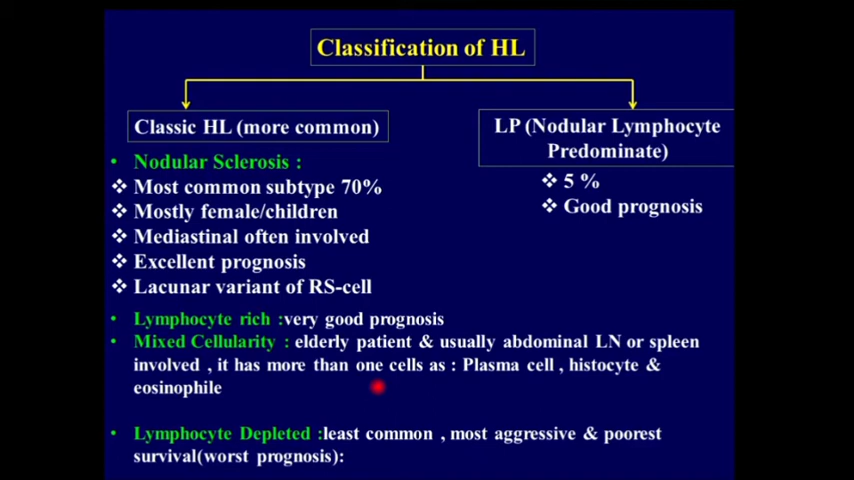 Classification of HL
Classic HL (more common)
• Nodular Sclerosis :
❖ Most common subtype 70%
❖ Mostly female/children
❖ Mediastinal often involved
❖ Excellent prognosis
❖ Lacunar variant of RS-cell
LP (Nodular Lymphocyte
Predominate)
❖ 5 %
❖ Good prognosis
• Lymphocyte rich :very good prognosis
• Mixed Cellularity : elderly patient & usually abdominal LN or spleen
involved , it has more than one cells as : Plasma cell , histocyte &
eosinophile
• Lymphocyte Depleted :least common , most aggressive & poorest
survival(worst prognosis):